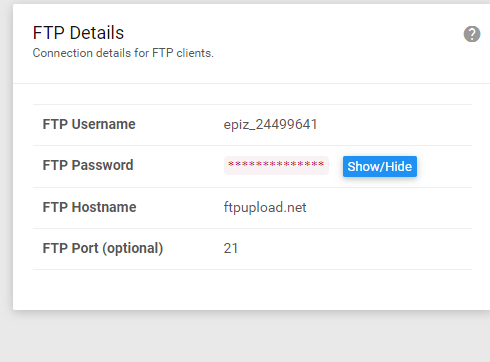 FTP Details
Connection details for FTP clients.
FTP Username epiz_24499641
FTP Password ************** Show/Hide
FTP Hostname ftpupload.net
FTP Port (optional) 21